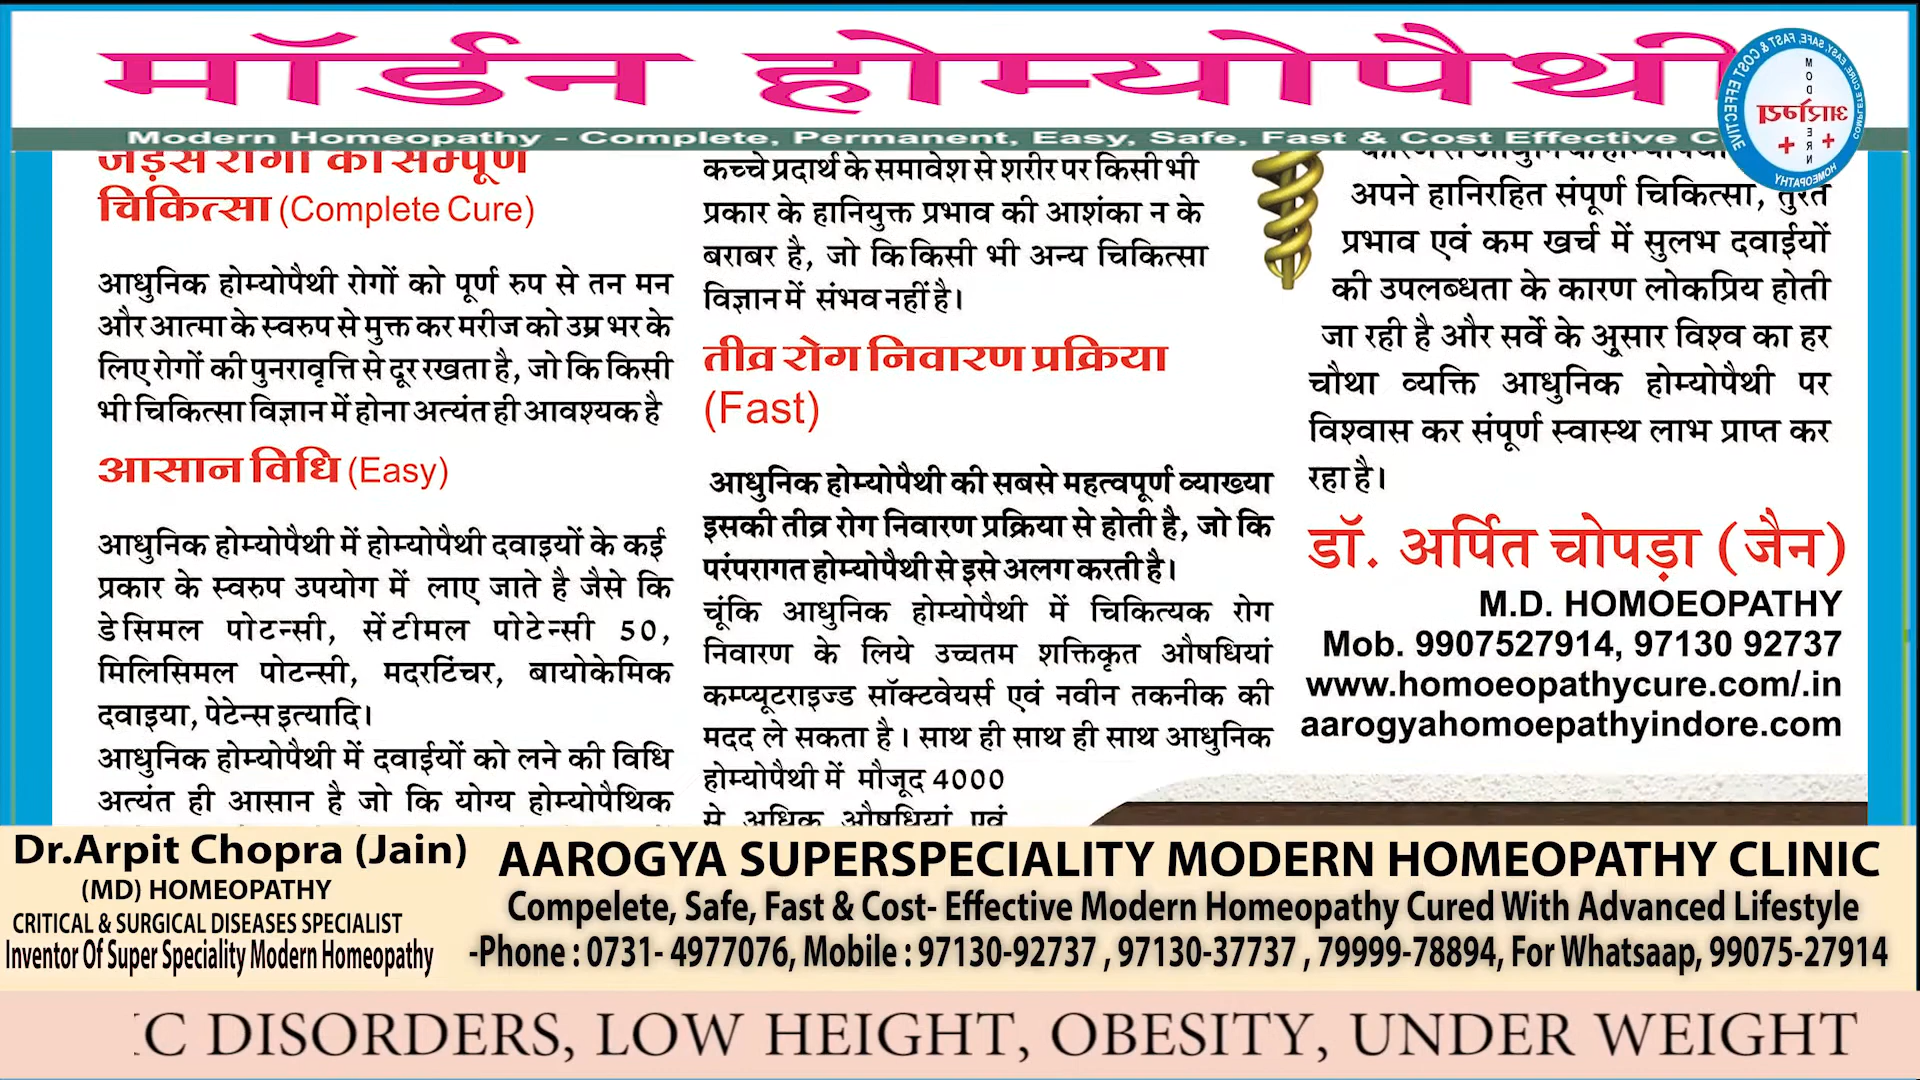 मॉर्डन होम्योपैथी
Modern Homeopathy - Complete, Permanent, Easy, Safe, Fast & Cost Effective C
जड़से रोगों का सम्पूर्ण
चिकित्सा (Complete Cure)
आधुनिक होम्योपैथी रोगों को पूर्ण रुप से तन मन
और आत्मा के स्वरुप से मुक्त कर मरीज को उम्र भर के
लिए रोगों की पुनरावृत्ति से दूर रखता है, जो कि किसी
भी चिकित्सा विज्ञान में होना अत्यंत ही आवश्यक है
आसान विधि (Easy)
आधुनिक होम्योपैथी में होम्योपैथी दवाइयों के कई
प्रकार के स्वरुप उपयोग में लाए जाते है जैसे कि
डेसिमल पोटन्सी, सेंटीमल पोटेन्सी 50,
मिलिसिमल पोटन्सी, मदरटिंचर, बायोकेमिक
दवाइया, पेटेन्स इत्यादि।
आधुनिक होम्योपैथी में दवाईयों को लने की विधि
अत्यंत ही आसान है जो कि योग्य होम्योपैथिक
कच्चे प्रदार्थ के समावेश से शरीर पर किसी भी
प्रकार के हानियुक्त प्रभाव की आशंका न के
बराबर है, जो कि किसी भी अन्य चिकित्सा
विज्ञान में संभव नहीं है।
तीव्र रोग निवारण प्रक्रिया
(Fast)
आधुनिक होम्योपैथी की सबसे महत्वपूर्ण व्याख्या
इसकी तीव्र रोग निवारण प्रक्रिया से होती है, जो कि
परंपरागत होम्योपैथी से इसे अलग करती है।
चूंकि आधुनिक होम्योपैथी में चिकित्यक रोग
निवारण के लिये उच्चतम शक्तिकृत औषधियां
कम्प्यूटराइज्ड सॉक्टवेयर्स एवं नवीन तकनीक की
मदद ले सकता है। साथ ही साथ ही साथ आधुनिक
होम्योपैथी में मौजूद 4000
से अधिक औषधियां एवं
अपने हानिरहित संपूर्ण चिकित्सा, तुरंत
प्रभाव एवं कम खर्च में सुलभ दवाईयों
की उपलब्धता के कारण लोकप्रिय होती
जा रही है और सर्वे के अुसार विश्व का हर
चौथा व्यक्ति आधुनिक होम्योपैथी पर
विश्वास कर संपूर्ण स्वास्थ लाभ प्राप्त कर
रहा है।
डॉ. अर्पित चोपड़ा (जैन)
M.D. HOMOEOPATHY
Mob. 9907527914, 97130 92737
www.homoeopathycure.com/.in
aarogyahomoepathyindore.com
Dr.Arpit Chopra (Jain)
(MD) HOMEOPATHY
CRITICAL & SURGICAL DISEASES SPECIALIST
Inventor Of Super Speciality Modern Homeopathy
AAROGYA SUPERSPECIALITY MODERN HOMEOPATHY CLINIC
Compelete, Safe, Fast & Cost- Effective Modern Homeopathy Cured With Advanced Lifestyle
-Phone : 0731- 4977076, Mobile : 97130-92737 , 97130-37737 , 79999-78894, For Whatsaap, 99075-27914
IC DISORDERS, LOW HEIGHT, OBESITY, UNDER WEIGHT